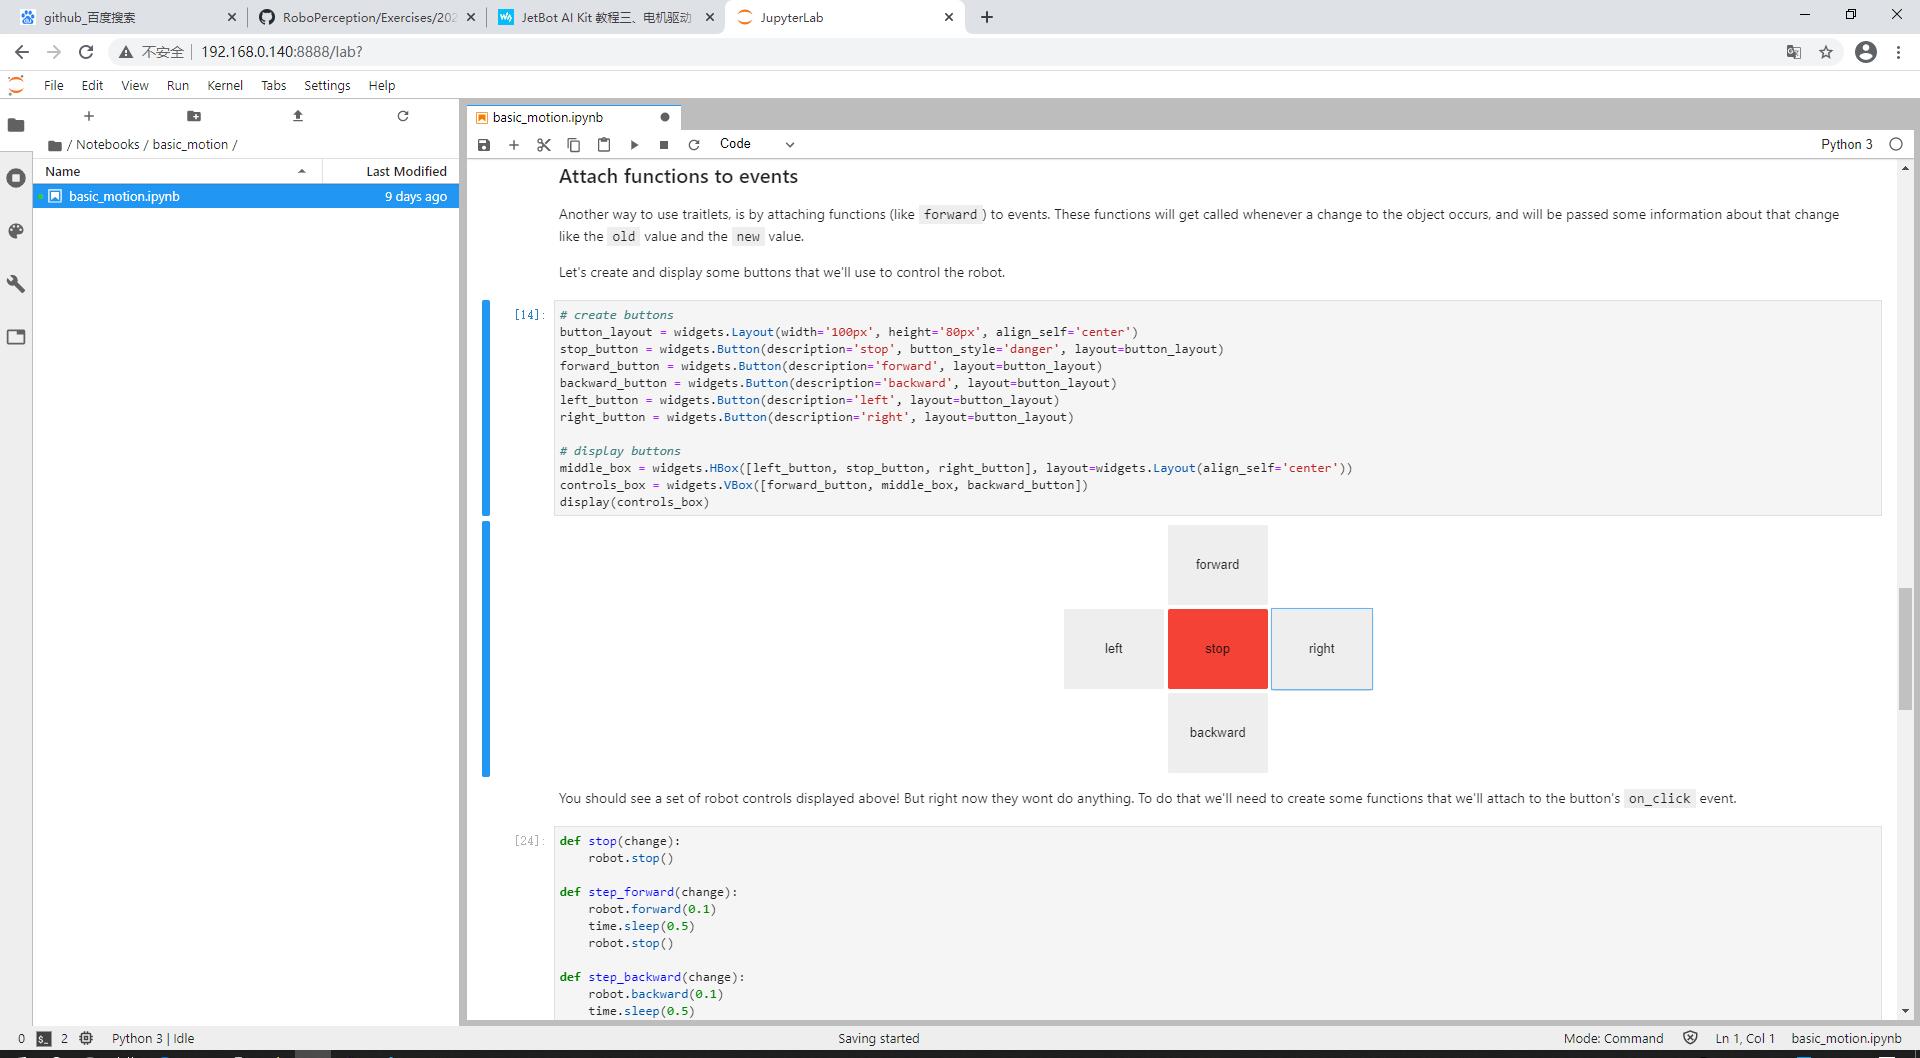 github_百度搜索
RoboPerception/Exercises/202
JetBot AI Kit 教程三、电机驱动
JupyterLab
不安全
192.168.0.140:8888/lab?
File Edit View Run Kernel Tabs Settings Help
/ Notebooks / basic_motion /
Name Last Modified
basic_motion.ipynb 9 days ago
basic_motion.ipynb
Code
Python 3
Attach functions to events
Another way to use traitlets, is by attaching functions (like forward ) to events. These functions will get called whenever a change to the object occurs, and will be passed some information about that change
like the old value and the new value.
Let's create and display some buttons that we'll use to control the robot.
[14]:
# create buttons
button_layout = widgets.Layout(width='100px', height='80px', align_self='center')
stop_button = widgets.Button(description='stop', button_style='danger', layout=button_layout)
forward_button = widgets.Button(description='forward', layout=button_layout)
backward_button = widgets.Button(description='backward', layout=button_layout)
left_button = widgets.Button(description='left', layout=button_layout)
right_button = widgets.Button(description='right', layout=button_layout)
# display buttons
middle_box = widgets.HBox([left_button, stop_button, right_button], layout=widgets.Layout(align_self='center'))
controls_box = widgets.VBox([forward_button, middle_box, backward_button])
display(controls_box)
forward
left stop right
backward
You should see a set of robot controls displayed above! But right now they wont do anything. To do that we'll need to create some functions that we'll attach to the button's on_click event.
[24]:
def stop(change):
robot.stop()
def step_forward(change):
robot.forward(0.1)
time.sleep(0.5)
robot.stop()
def step_backward(change):
robot.backward(0.1)
time.sleep(0.5)
0 2 Python 3 | Idle Saving started Mode: Command Ln 1, Col 1 basic_motion.ipynb